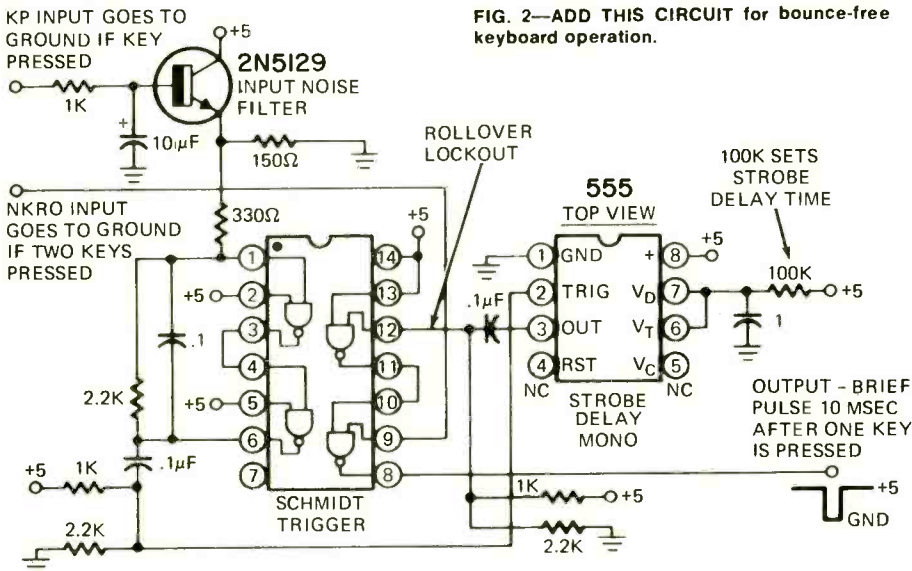 KP INPUT GOES TO
GROUND IF KEY
PRESSED
FIG. 2—ADD THIS CIRCUIT for bounce-free
keyboard operation.
+5
2N5129
INPUT NOISE
FILTER
1K
+
10µF
150Ω
ROLLOVER
LOCKOUT
100K SETS
STROBE
DELAY TIME
NKRO INPUT
GOES TO GROUND
IF TWO KEYS
PRESSED
330Ω
+5
555
TOP VIEW
1
14
1
GND
+
8
+5
+5
2
13
.1µF
2
TRIG
VD
7
100K
+5
.1
3
12
3
OUT
VT
6
1
4
11
4
RST
VC
5
NC
NC
2.2K
+5
5
10
STROBE
DELAY
MONO
OUTPUT – BRIEF
PULSE 10 MSEC
AFTER ONE KEY
IS PRESSED
6
9
.1µF
7
8
+5
1K
SCHMIDT
TRIGGER
1K
+5
+5
GND
2.2K
2.2K